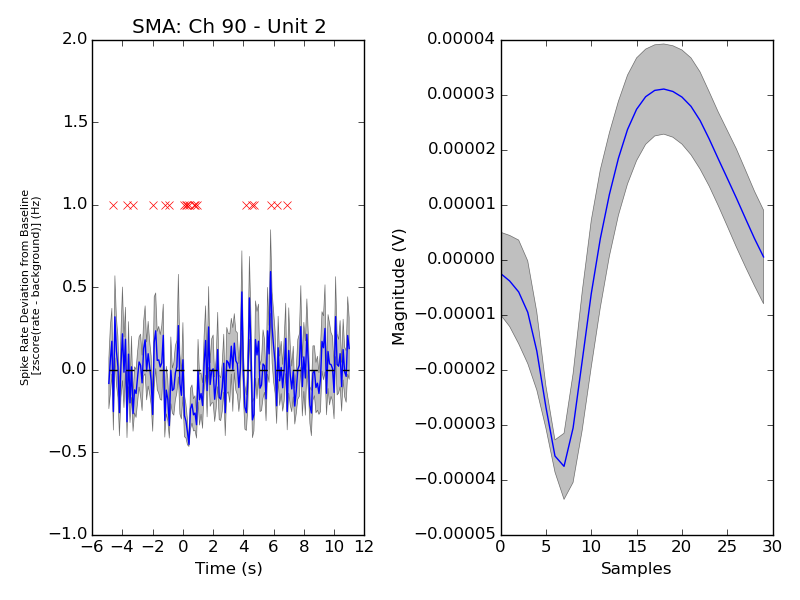 SMA: Ch 90 - Unit 2
2.0
1.5
1.0
0.5
0.0
−0.5
−1.0
−6 −4 −2 0 2 4 6 8 10 12
Time (s)
Spike Rate Deviation from Baseline
[zscore(rate - background)] (Hz)
0.00004
0.00003
0.00002
0.00001
0.00000
−0.00001
−0.00002
−0.00003
−0.00004
−0.00005
0 5 10 15 20 25 30
Samples
Magnitude (V)